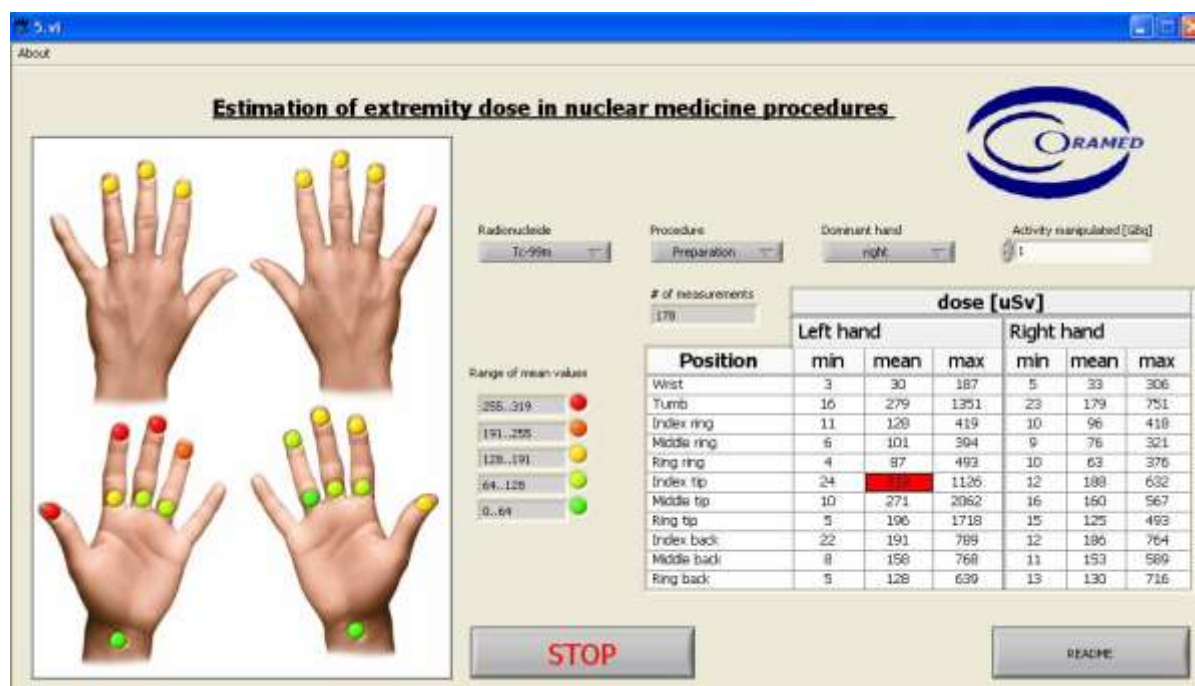 5.vi
About
Estimation of extremity dose in nuclear medicine procedures
ORAMED
Radionucleide Procedure Dominant hand Activity manipulated [GBq]
Tc-99m Preparation right 1
# of measurements
178
dose [uSv]
Left hand Right hand
Position min mean max min mean max
Wrist 3 30 187 5 33 306
Tumb 16 279 1351 23 179 751
Index ring 11 128 419 10 96 418
Middle ring 6 101 394 9 76 321
Ring ring 4 87 493 10 63 376
Index tip 24 1126 12 188 632
Middle tip 10 271 2062 16 160 567
Ring tip 5 196 1718 15 125 493
Index back 22 191 789 12 186 764
Middle back 8 158 768 11 153 589
Ring back 5 128 639 13 130 716
Range of mean values
255..319
191..255
128..191
64..128
0..64
STOP
README